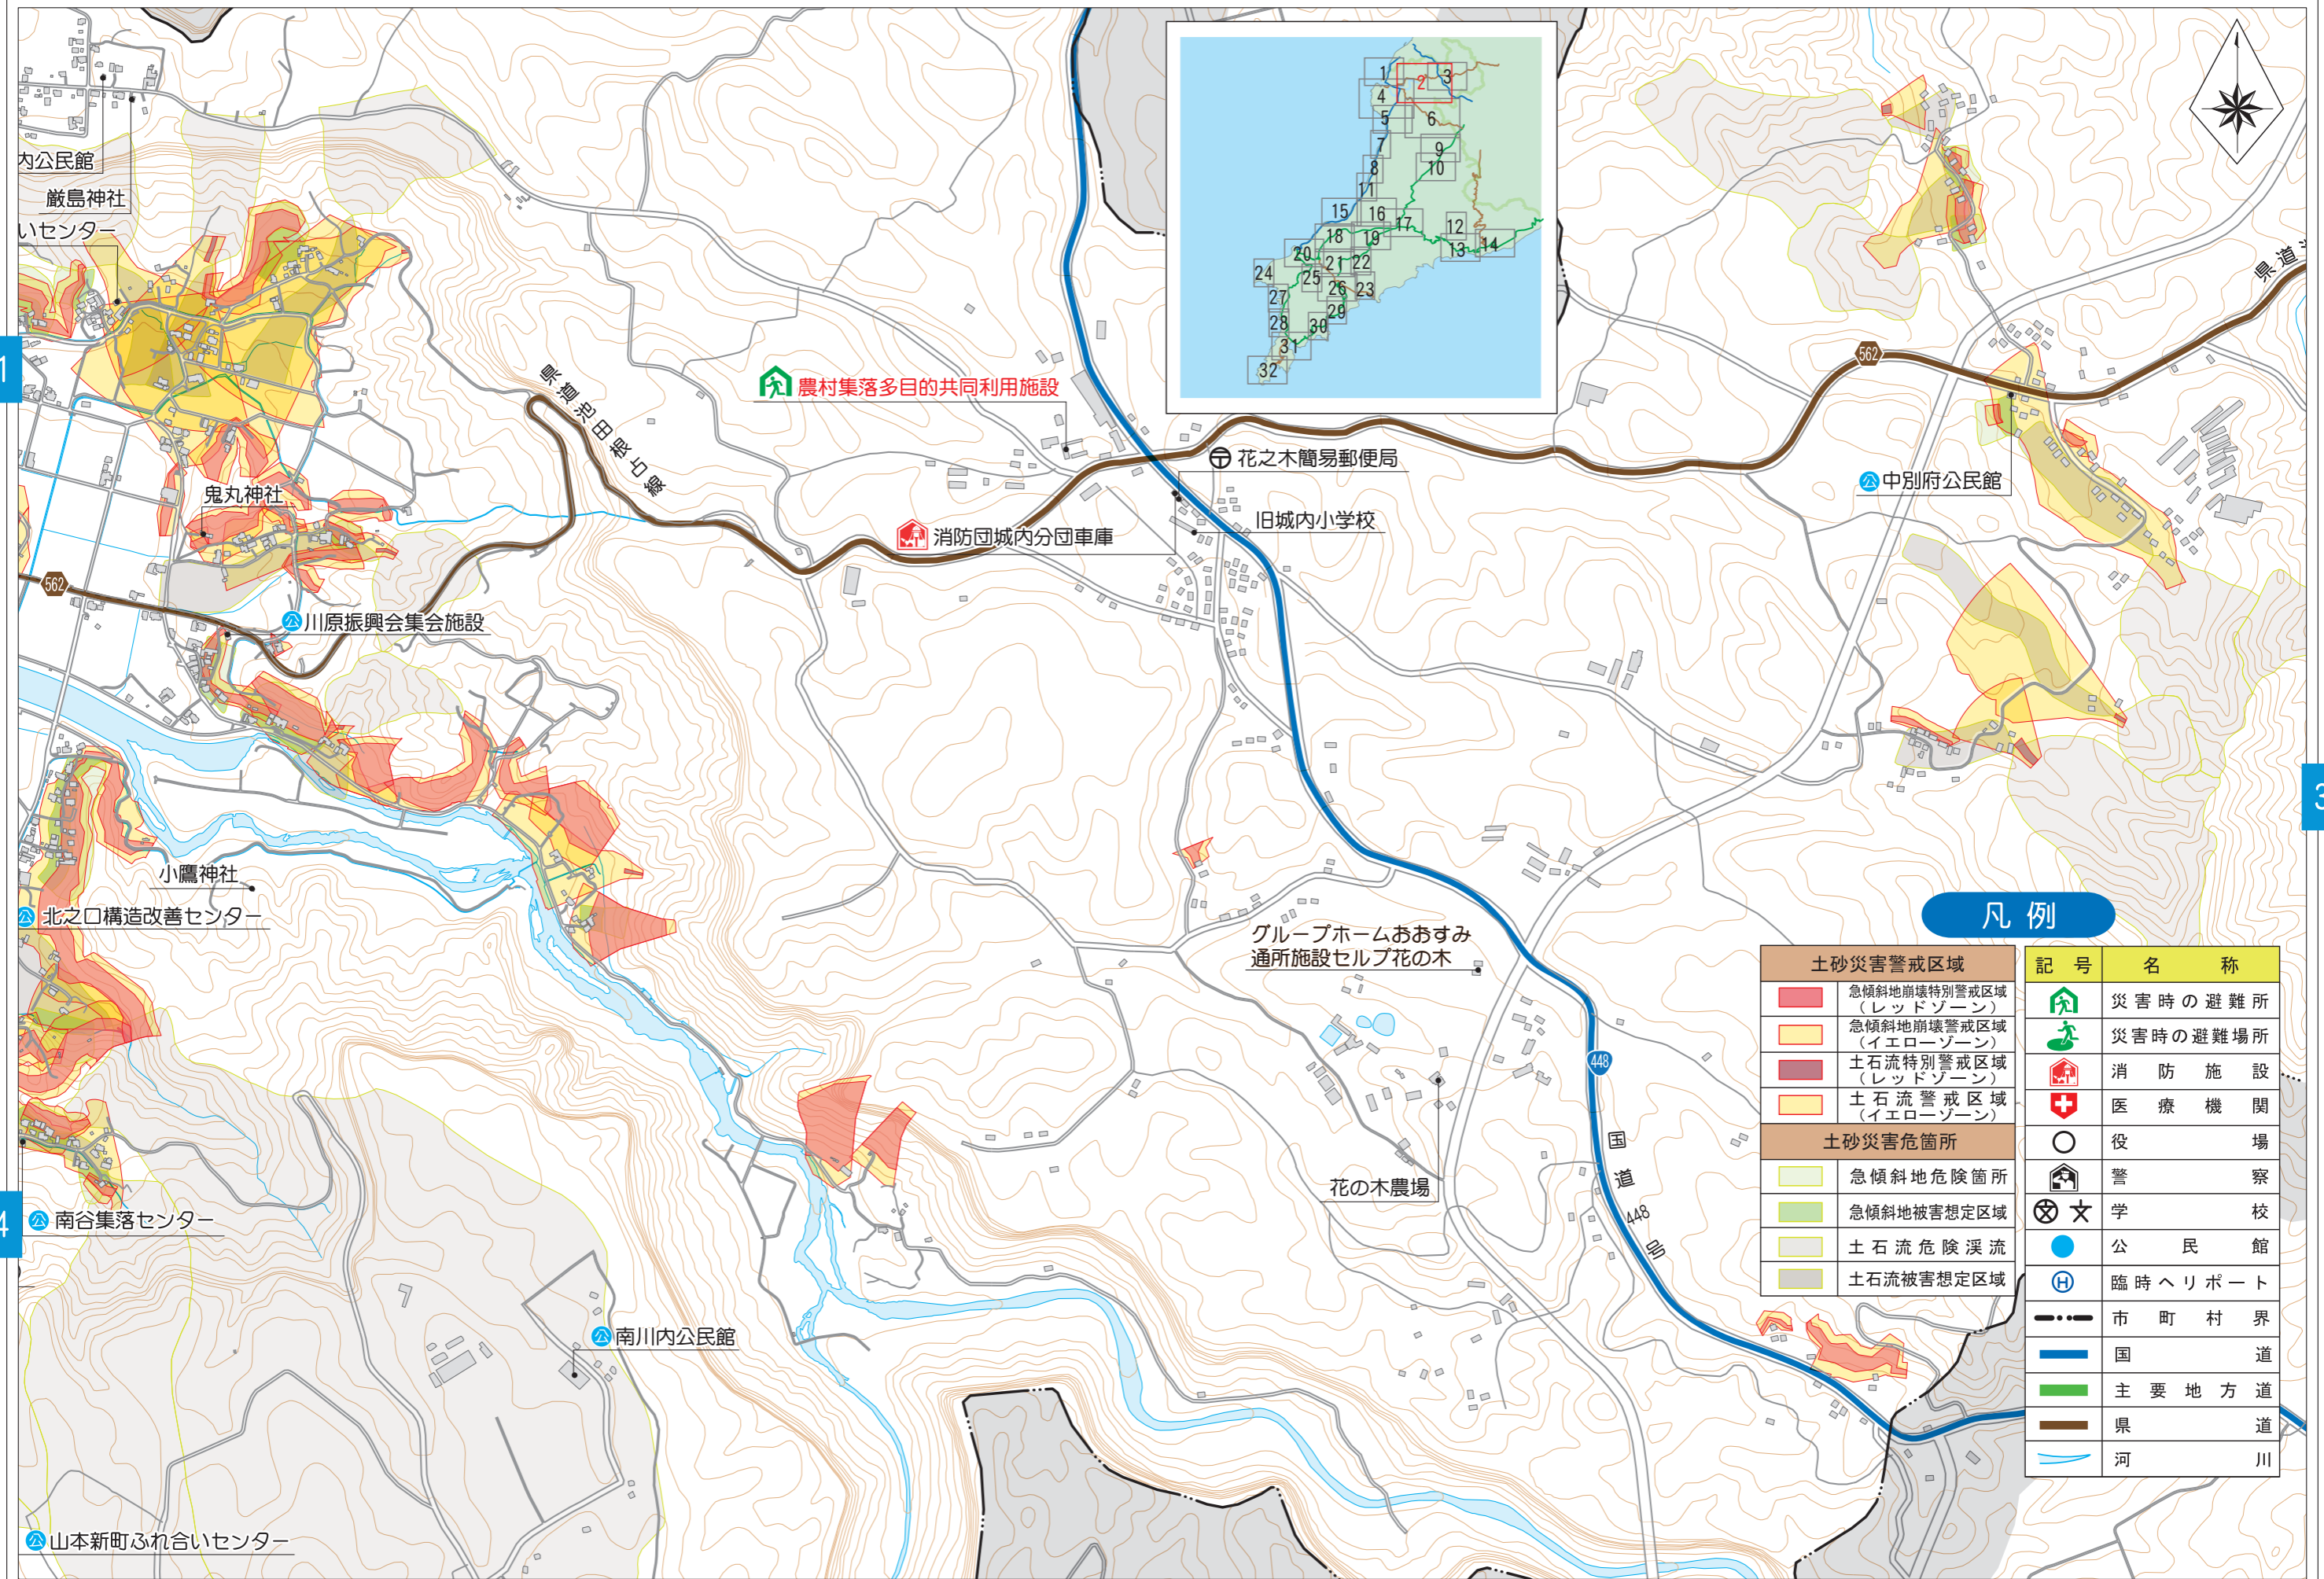 内公民館
厳島神社
いセンター
1
県道池田根占線
農村集落多目的共同利用施設
花之木簡易郵便局
消防団城内分団車庫
旧城内小学校
鬼丸神社
562
公 川原振興会集会施設
小鷹神社
公 北之口構造改善センター
公 南谷集落センター
4
公 南川内公民館
公 山本新町ふれ合いセンター
グループホームおおすみ
通所施設セルプ花の木
花の木農場
448
国道448号
562
県道
公 中別府公民館
3
1
2
3
4
5
6
7
8
9
10
11
12
13
14
15
16
17
18
19
20
21
22
23
24
25
26
27
28
29
30
31
32
凡例
土砂災害警戒区域
急傾斜地崩壊特別警戒区域
(レッドゾーン)
急傾斜地崩壊警戒区域
(イエローゾーン)
土石流特別警戒区域
(レッドゾーン)
土石流警戒区域
(イエローゾーン)
土砂災害危箇所
急傾斜地危険箇所
急傾斜地被害想定区域
土石流危険渓流
土石流被害想定区域
記号 名称
災害時の避難所
災害時の避難場所
消防施設
医療機関
役場
警察
文 文 学校
公民館
H 臨時ヘリポート
市町村界
国道
主要地方道
県道
河川